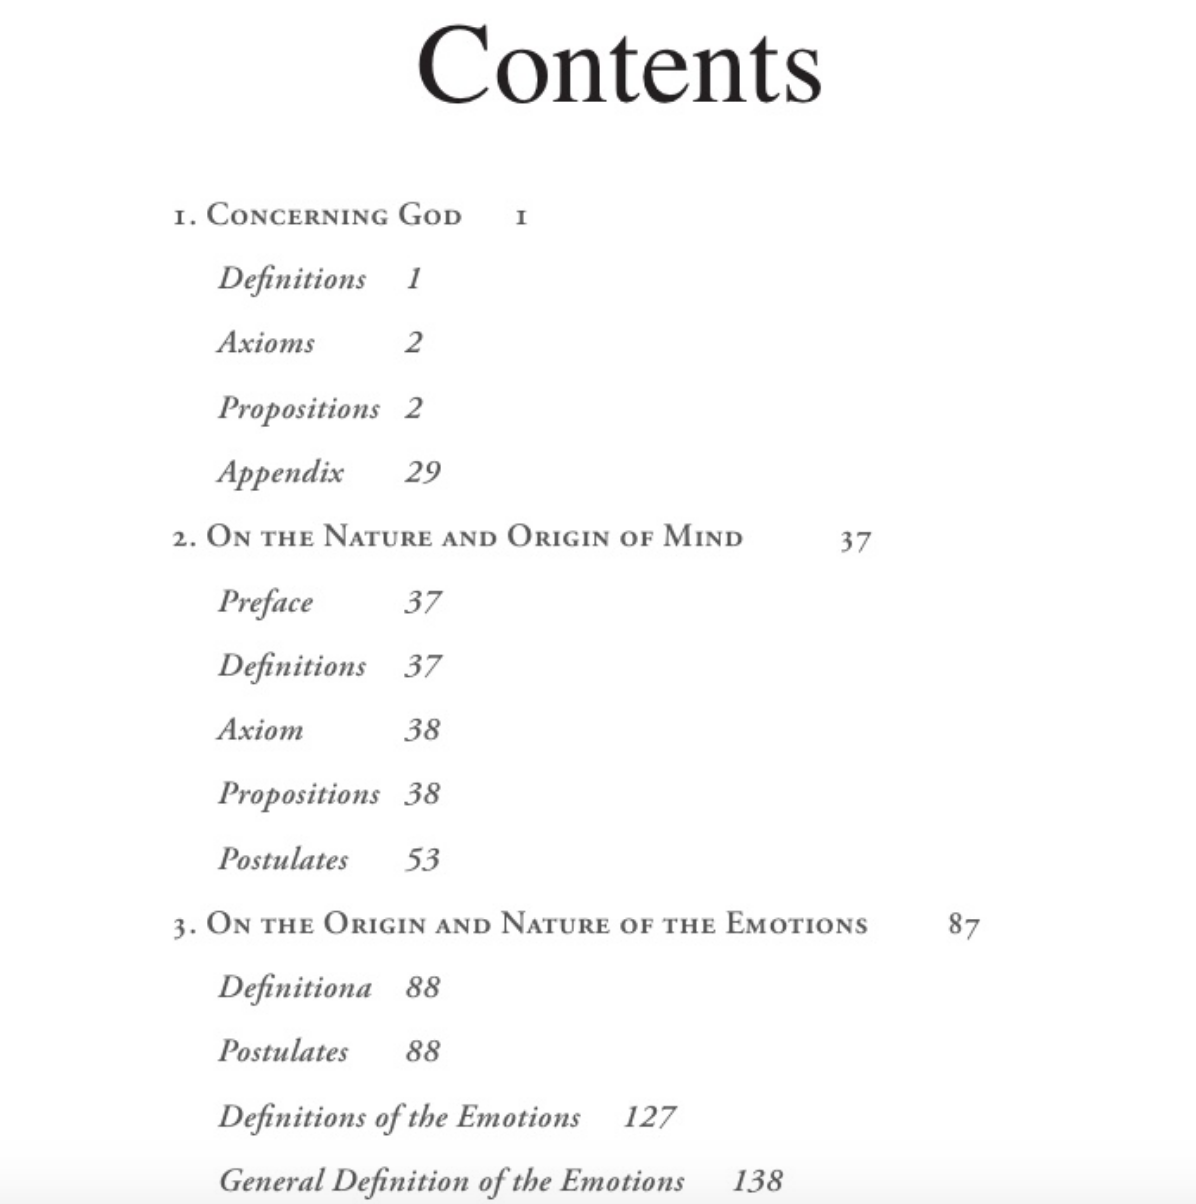 Contents
1. Concerning God 1
Definitions 1
Axioms 2
Propositions 2
Appendix 29
2. On the Nature and Origin of Mind 37
Preface 37
Definitions 37
Axiom 38
Propositions 38
Postulates 53
3. On the Origin and Nature of the Emotions 87
Definitiona 88
Postulates 88
Definitions of the Emotions 127
General Definition of the Emotions 138